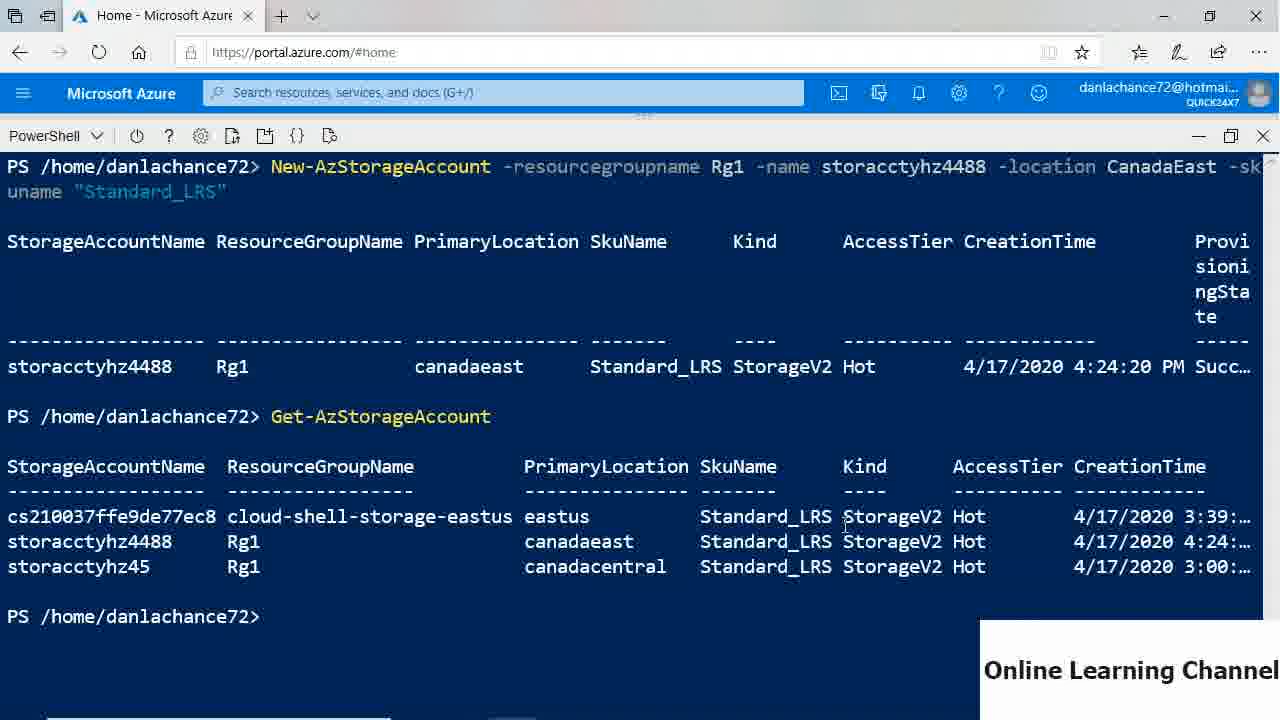 Home - Microsoft Azure
https://portal.azure.com/#home
Microsoft Azure
Search resources, services, and docs (G+/)
danlachance72@hotmai...
QUICK24X7
PowerShell
PS /home/danlachance72> New-AzStorageAccount -resourcegroupname Rg1 -name storacctyhz4488 -location CanadaEast -sk
uname "Standard_LRS"
StorageAccountName ResourceGroupName PrimaryLocation SkuName Kind AccessTier CreationTime Provi
sioni
ngSta
te
------------------ ----------------- --------------- ------- ---- ---------- ------------ -----
storacctyhz4488 Rg1 canadaeast Standard_LRS StorageV2 Hot 4/17/2020 4:24:20 PM Succ…
PS /home/danlachance72> Get-AzStorageAccount
StorageAccountName ResourceGroupName PrimaryLocation SkuName Kind AccessTier CreationTime
------------------ ----------------- --------------- ------- ---- ---------- ------------
cs210037ffe9de77ec8 cloud-shell-storage-eastus eastus Standard_LRS StorageV2 Hot 4/17/2020 3:39:…
storacctyhz4488 Rg1 canadaeast Standard_LRS StorageV2 Hot 4/17/2020 4:24:…
storacctyhz45 Rg1 canadacentral Standard_LRS StorageV2 Hot 4/17/2020 3:00:…
PS /home/danlachance72>
Online Learning Channel